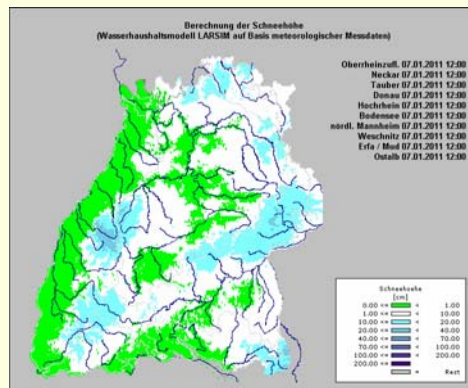 Berechnung der Schneehöhe
(Wasserhaushaltsmodell LARSIM auf Basis meteorologischer Messdaten)
Oberrheinzufl. 07.01.2011 12:00
Neckar 07.01.2011 12:00
Tauber 07.01.2011 12:00
Donau 07.01.2011 12:00
Hochrhein 07.01.2011 12:00
Bodensee 07.01.2011 12:00
nördl. Mannheim 07.01.2011 12:00
Weschnitz 07.01.2011 12:00
Erfa / Mud 07.01.2011 12:00
Ostalb 07.01.2011 12:00
Schneehoehe
[cm]
0.00 <= < 1.00
1.00 <= < 10.00
10.00 <= < 20.00
20.00 <= < 40.00
40.00 <= < 70.00
70.00 <= < 100.00
100.00 <= < 200.00
200.00 <=
= Rest